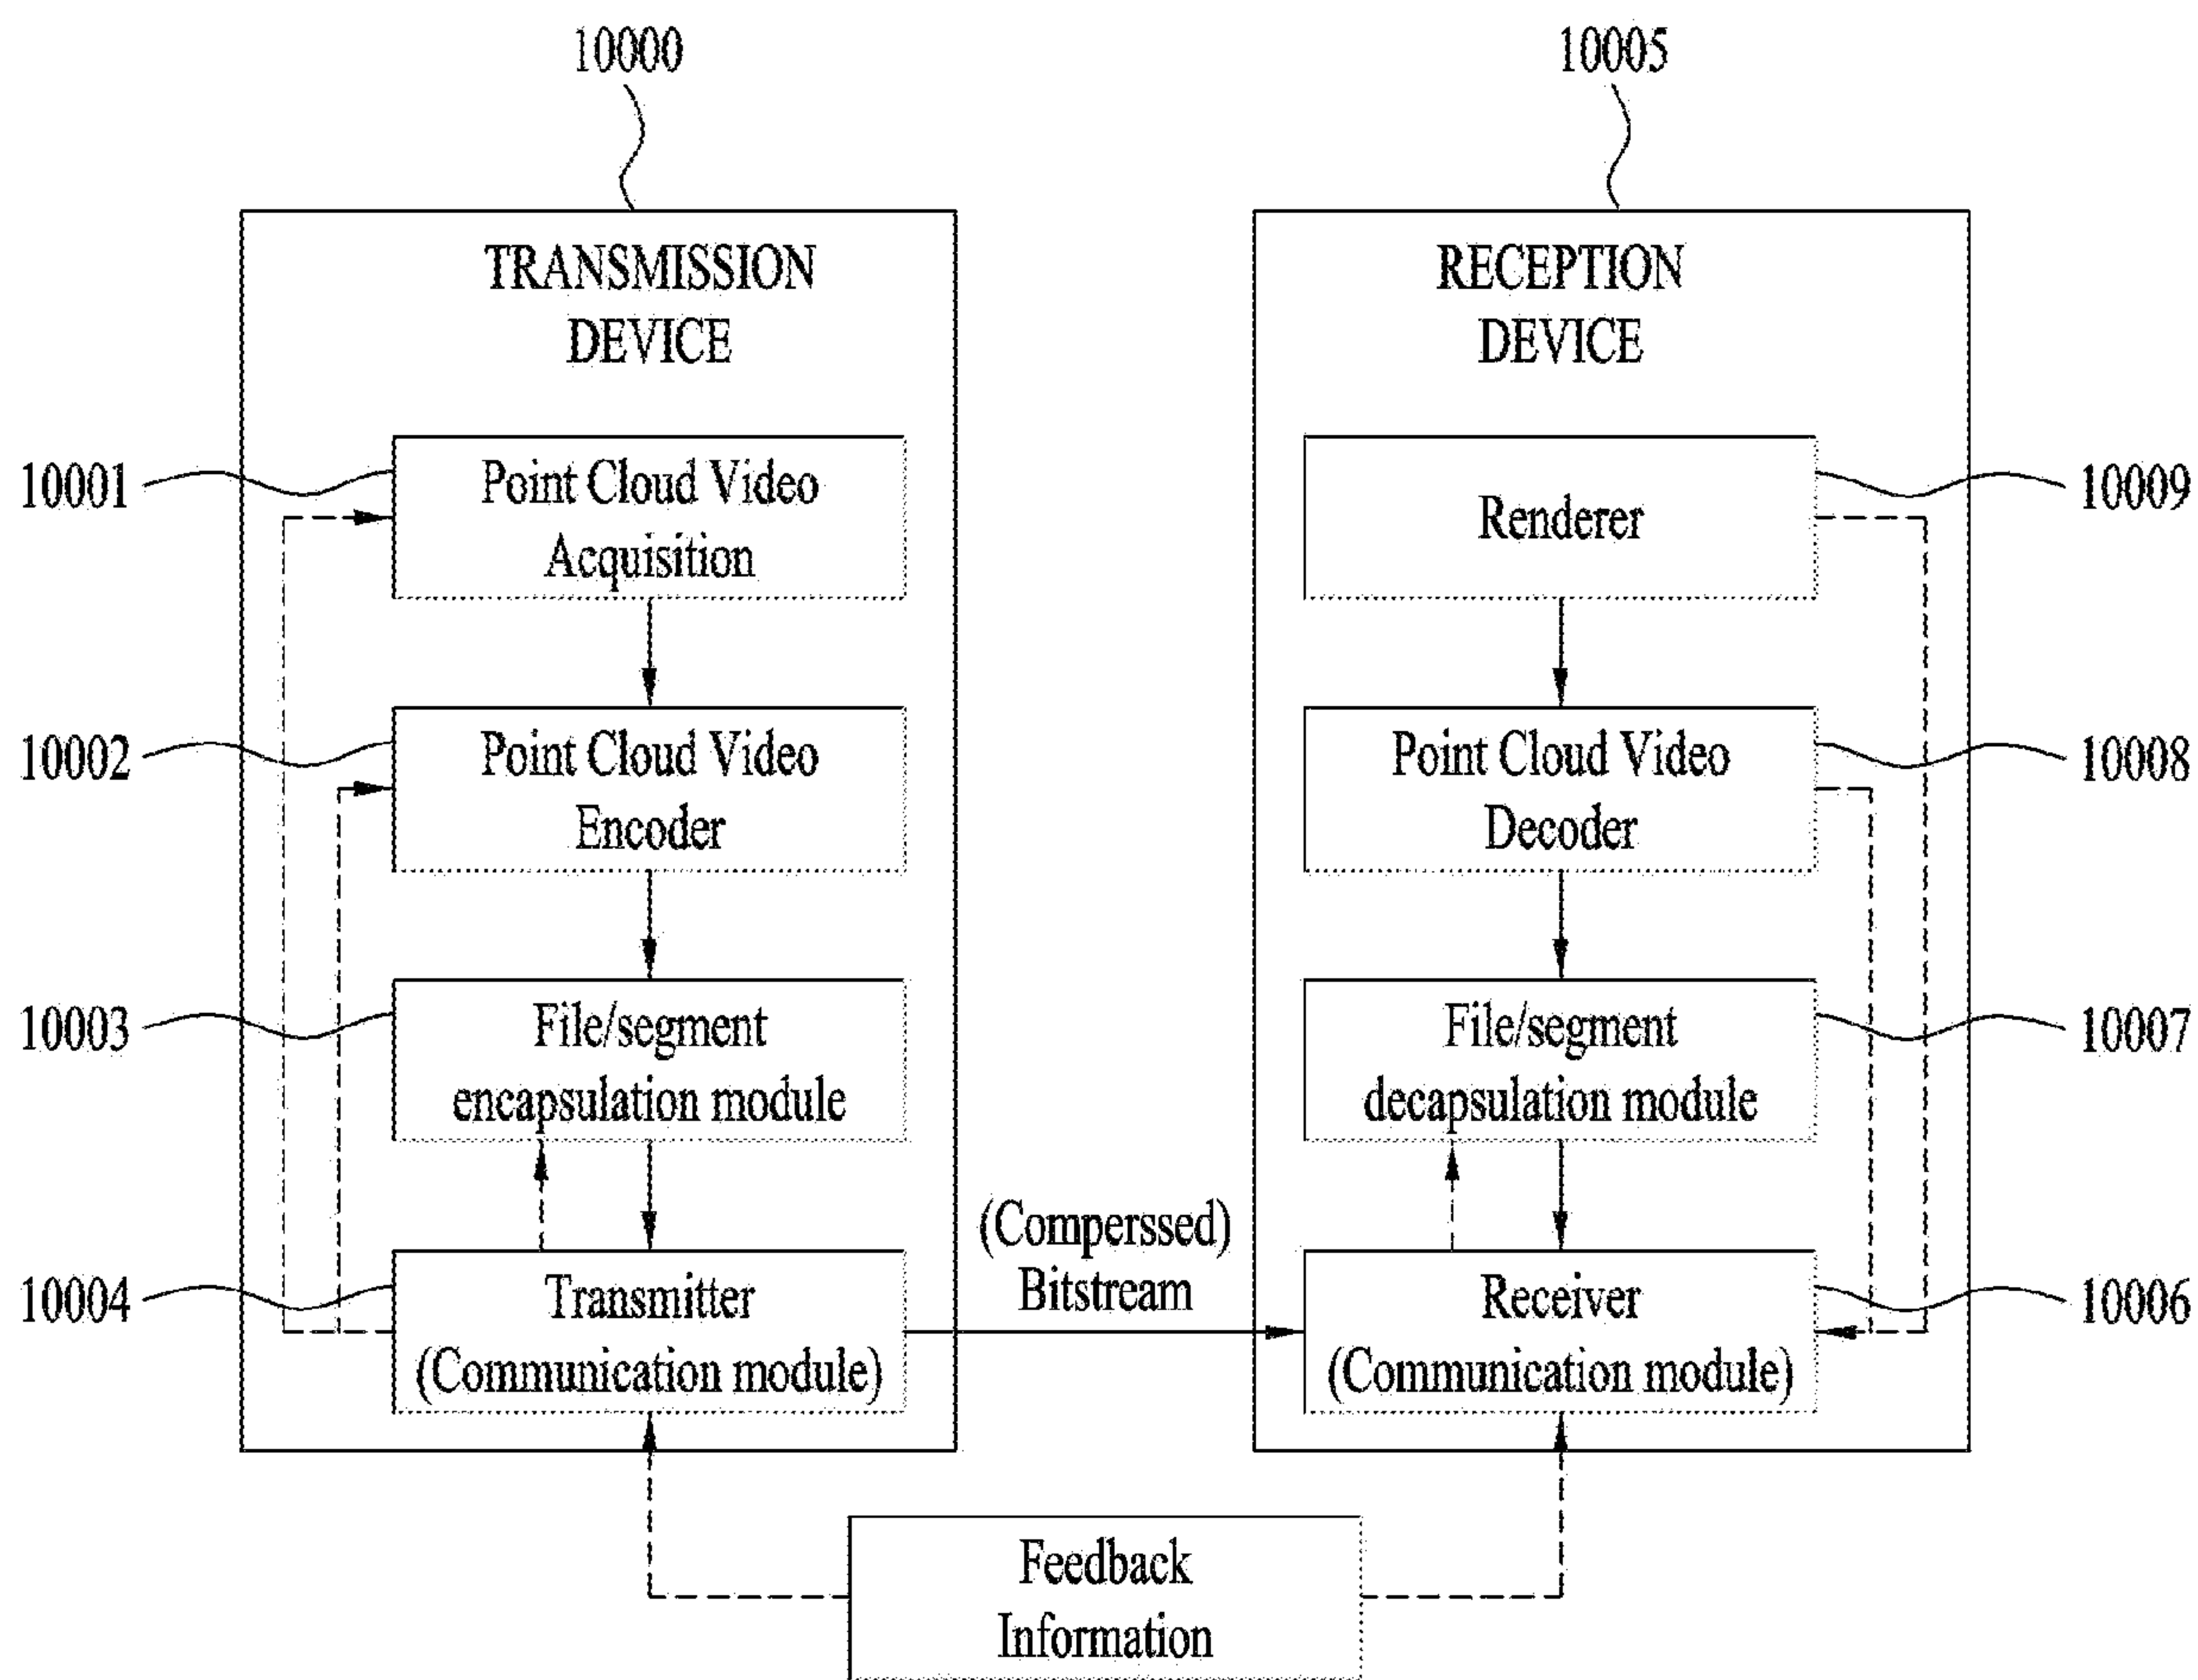 10000
10005
TRANSMISSION
DEVICE
RECEPTION
DEVICE
10001
Point Cloud Video
Acquisition
Renderer
10009
10002
Point Cloud Video
Encoder
Point Cloud Video
Decoder
10008
10003
File/segment
encapsulation module
File/segment
decapsulation module
10007
(Comperssed)
Bitstream
10004
Transmitter
(Communication module)
Receiver
(Communication module)
10006
Feedback
Information